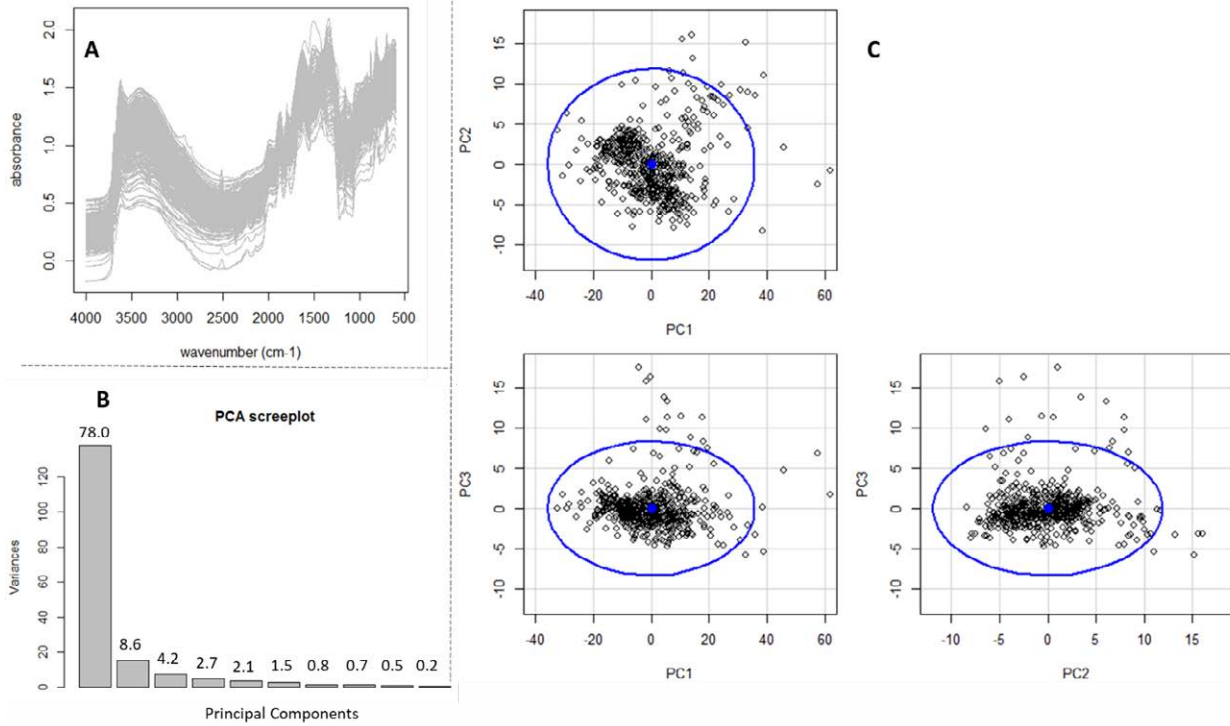 A
absorbance
0.0 0.5 1.0 1.5 2.0
4000 3500 3000 2500 2000 1500 1000 500
wavenumber (cm-1)
B
PCA screeplot
78.0
8.6 4.2 2.7 2.1 1.5 0.8 0.7 0.5 0.2
Variances
0 20 40 60 80 100 120
Principal Components
C
PC2
-10 -5 0 5 10 15
-40 -20 0 20 40 60
PC1
PC3
-10 -5 0 5 10 15
-40 -20 0 20 40 60
PC1
PC3
-10 -5 0 5 10 15
-10 -5 0 5 10 15
PC2